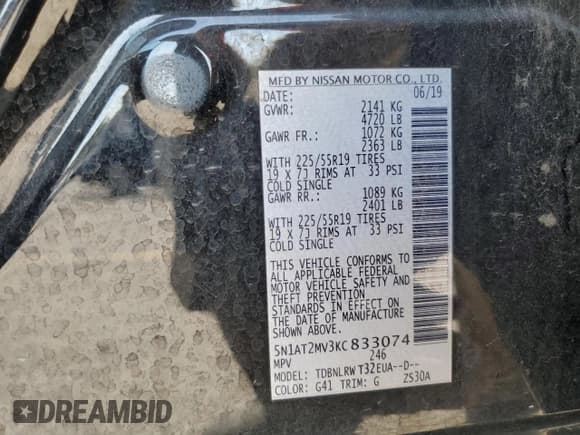 MFD BY NISSAN MOTOR CO., LTD.
DATE: 06/19
GVWR: 2141 KG
4720 LB
GAWR FR.: 1072 KG
2363 LB
WITH 225/55R19 TIRES
19 X 7J RIMS AT 33 PSI
COLD SINGLE
GAWR RR.: 1089 KG
2401 LB
WITH 225/55R19 TIRES
19 X 7J RIMS AT 33 PSI
COLD SINGLE
THIS VEHICLE CONFORMS TO
ALL APPLICABLE FEDERAL
MOTOR VEHICLE SAFETY AND
THEFT PREVENTION
STANDARDS IN EFFECT ON
THE DATE OF MANUFACTURE
SHOWN ABOVE.
5N1AT2MV3KC 833074
MPV 246
MODEL: TDBNLRW T32EUA--D--
COLOR: G41 TRIM: G ZS30A
DREAMBID